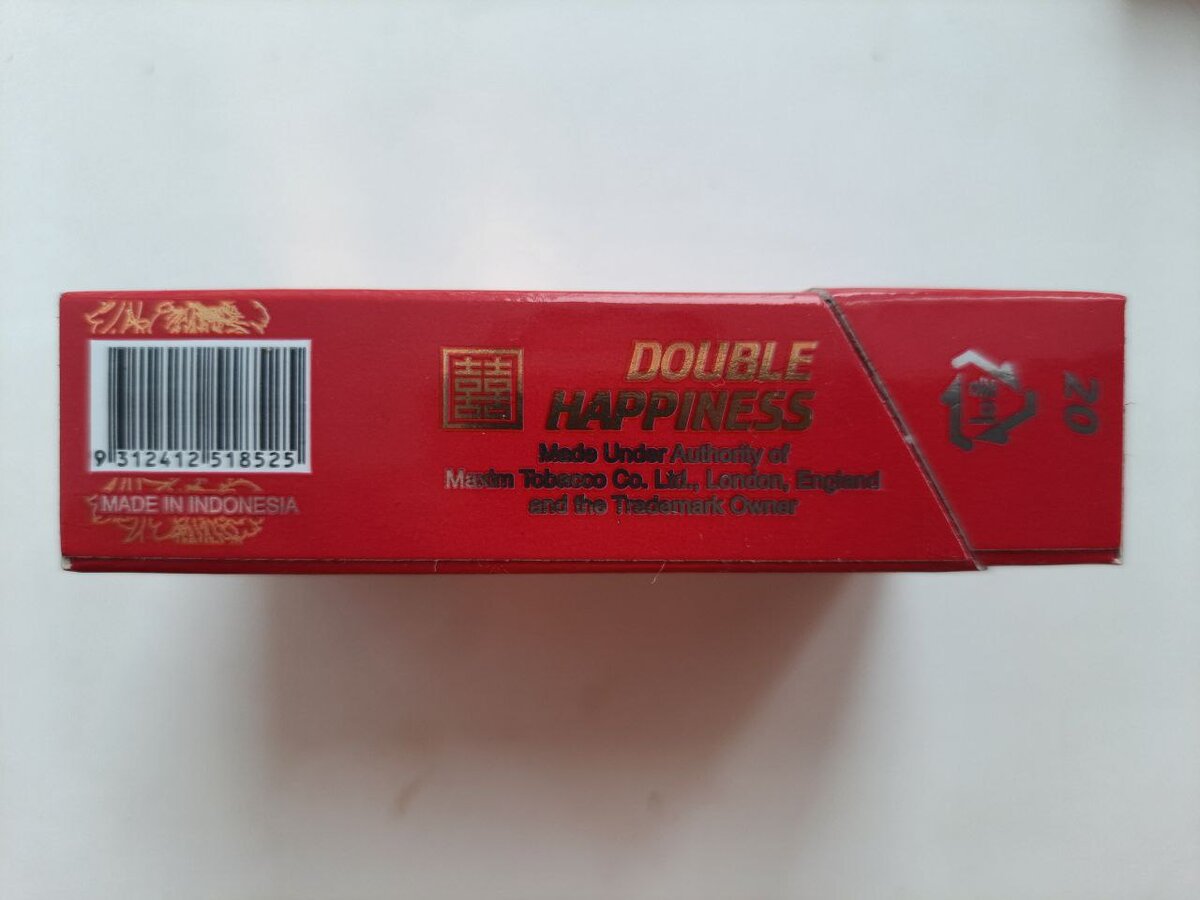 9 312412 518525
MADE IN INDONESIA
囍
DOUBLE
HAPPINESS
Made Under Authority of
Maxim Tobacco Co. Ltd., London, England
and the Trademark Owner
20